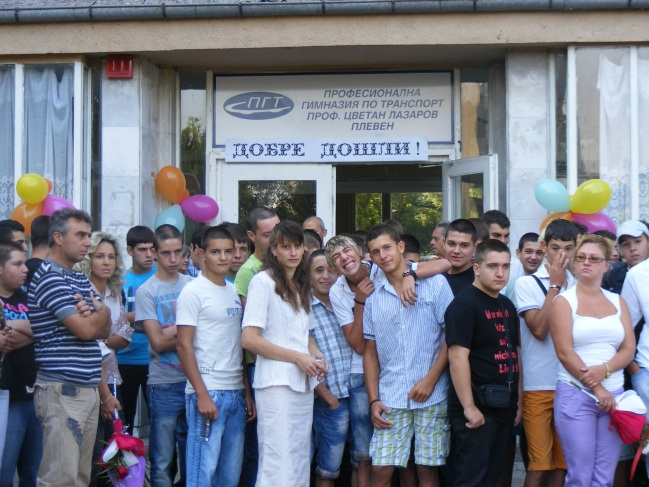 ПГТ
ПРОФЕСИОНАЛНА
ГИМНАЗИЯ ПО ТРАНСПОРТ
ПРОФ. ЦВЕТАН ЛАЗАРОВ
ПЛЕВЕН
ДОБРЕ ДОШЛИ!